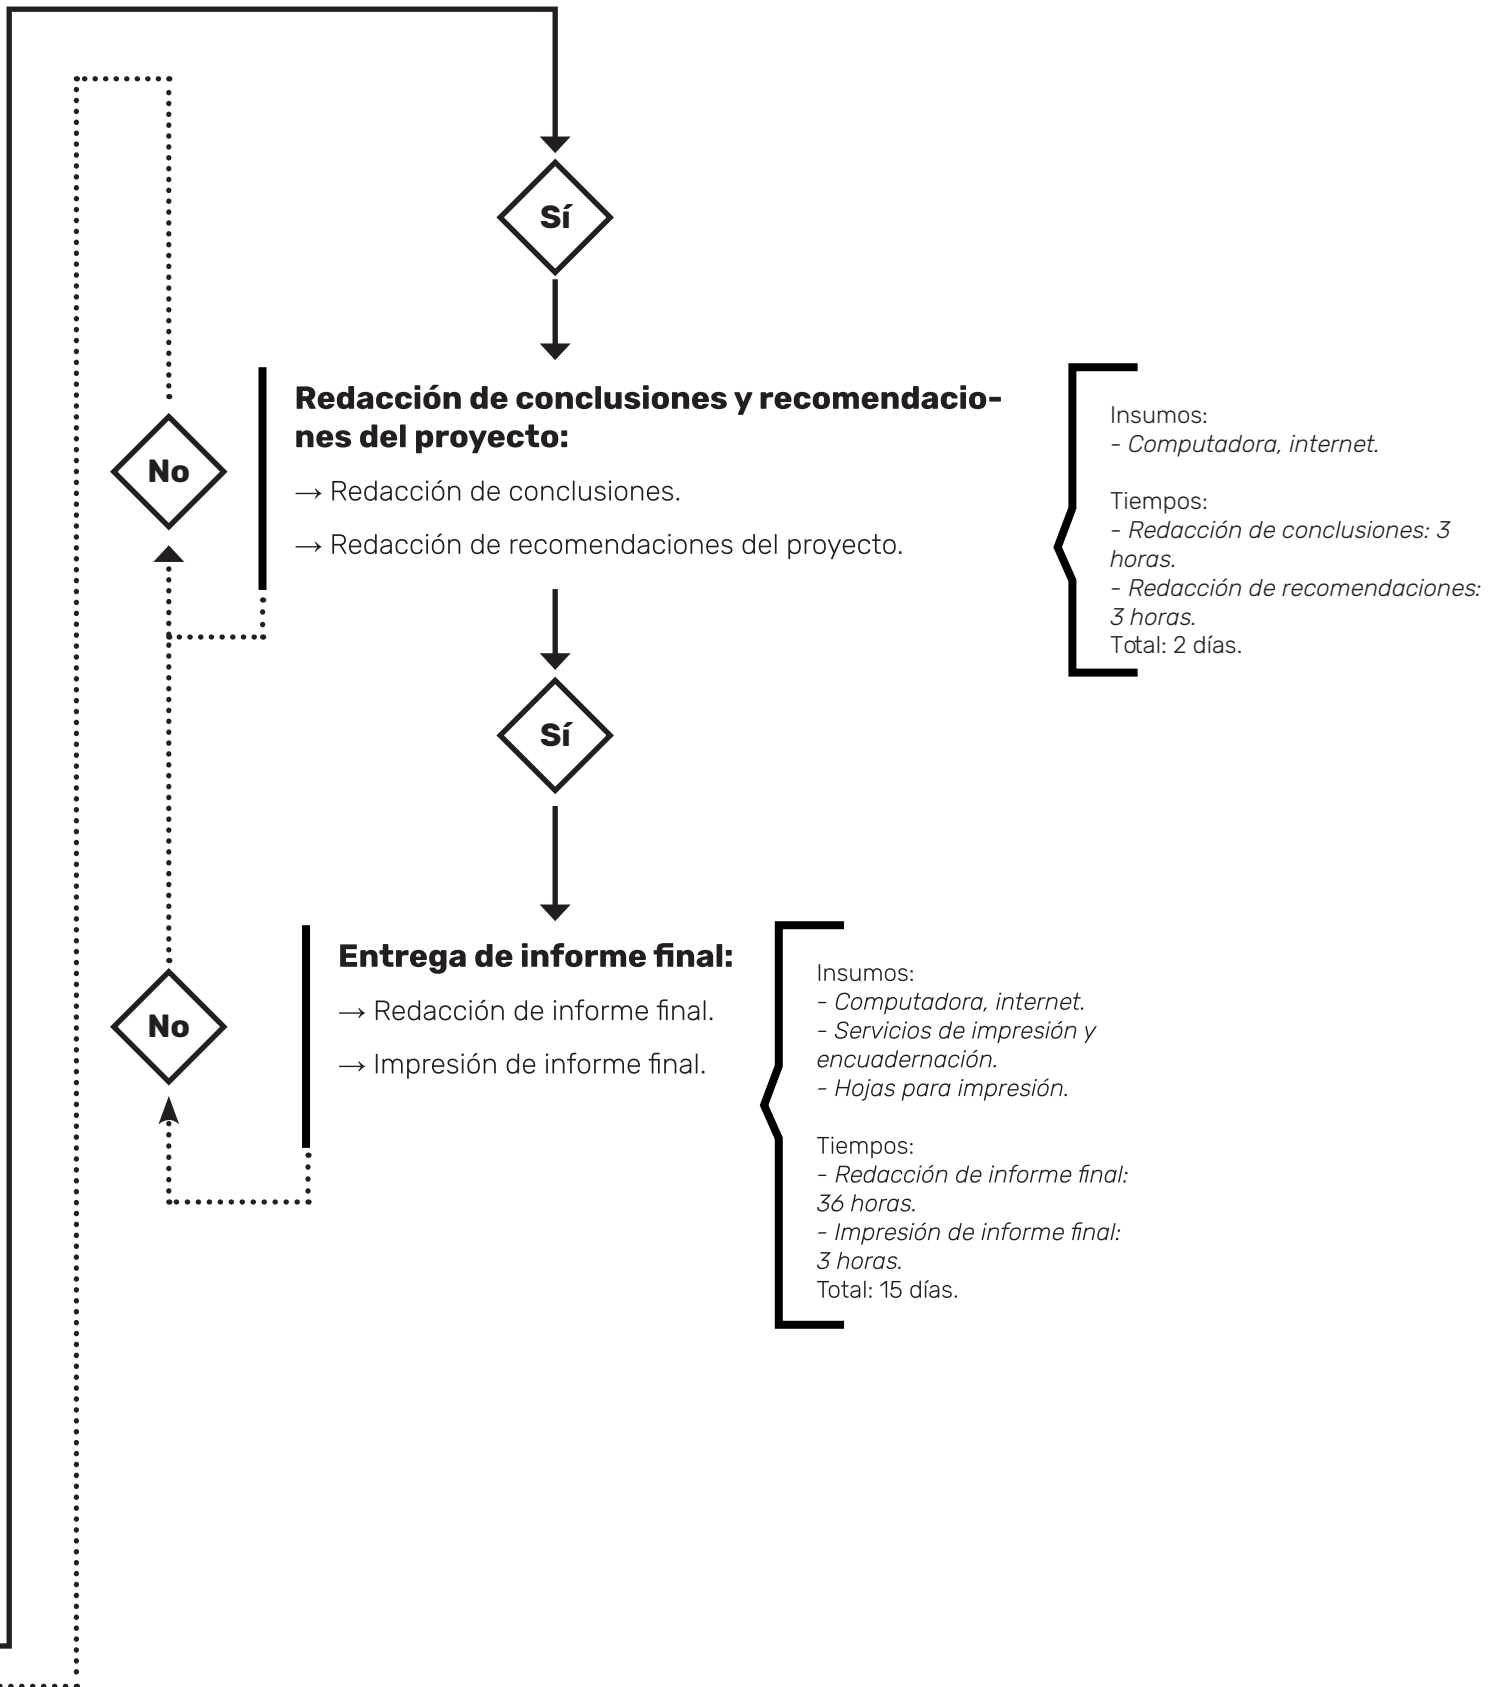 Sí
Redacción de conclusiones y recomendacio-
nes del proyecto:
→ Redacción de conclusiones.
→ Redacción de recomendaciones del proyecto.
No
Insumos:
- Computadora, internet.
Tiempos:
- Redacción de conclusiones: 3
horas.
- Redacción de recomendaciones:
3 horas.
Total: 2 días.
Sí
Entrega de informe final:
→ Redacción de informe final.
→ Impresión de informe final.
No
Insumos:
- Computadora, internet.
- Servicios de impresión y
encuadernación.
- Hojas para impresión.
Tiempos:
- Redacción de informe final:
36 horas.
- Impresión de informe final:
3 horas.
Total: 15 días.